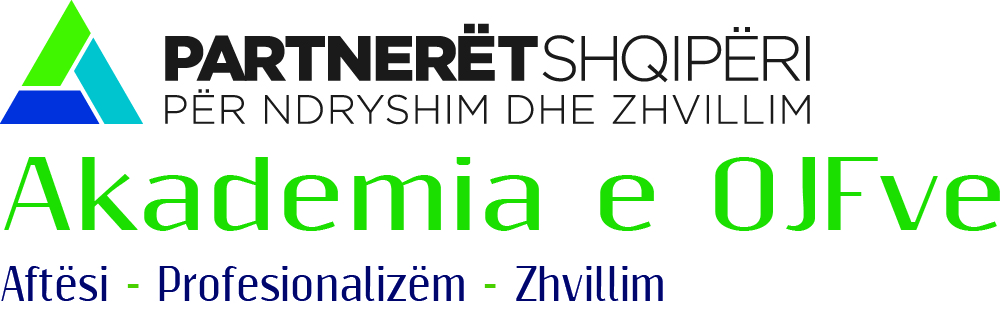 PARTNERËTSHQIPËRI
PËR NDRYSHIM DHE ZHVILLIM
Akademia e OJFve
Aftësi - Profesionalizëm - Zhvillim